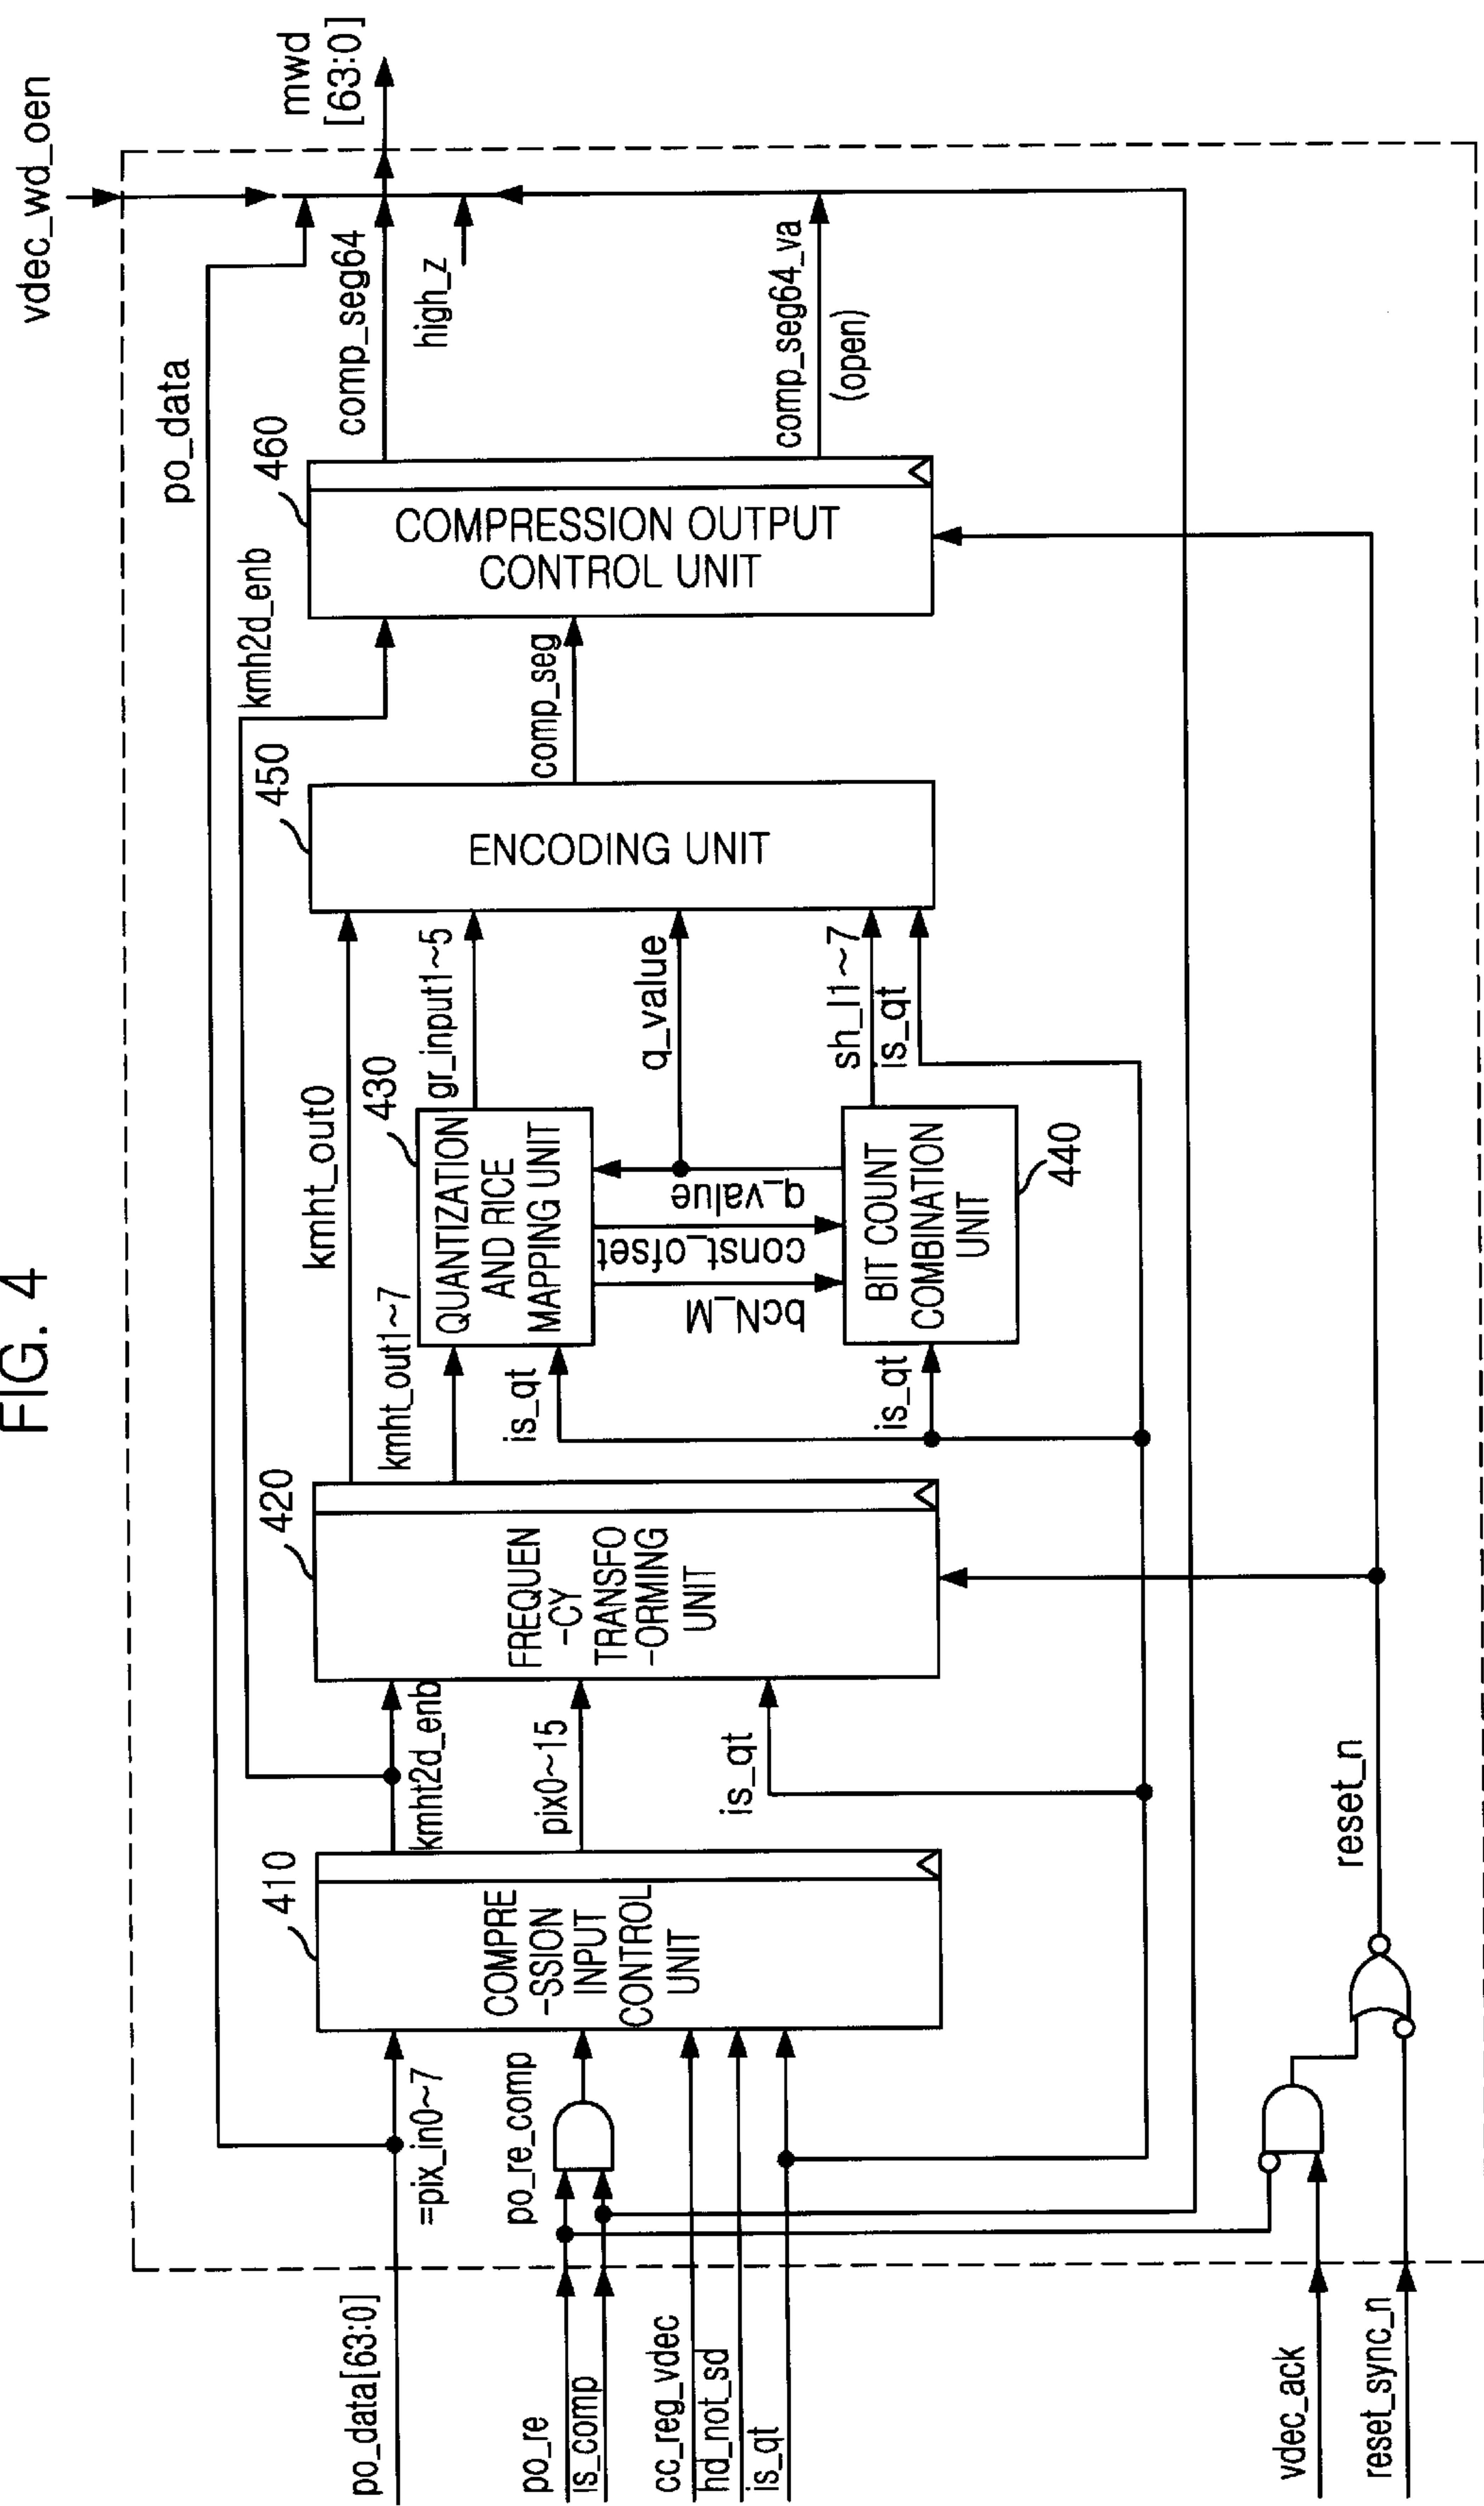 FIG. 4
vdec_wd_oen
mwd
[63:0]
po_data
comp_seg64
high_z
comp_seg64_va
(open)
460
COMPRESSION OUTPUT
CONTROL UNIT
kmh2d_enb
comp_seg
450
ENCODING UNIT
kmht_out0
gr_input1~5
q_value
sh_l1~7
is_qt
430
QUANTIZATION
AND RICE
MAPPING UNIT
q_value
const_ofset
bcN_M
BIT COUNT
COMBINATION
UNIT
440
kmht_out1~7
is_qt
is_qt
420
FREQUEN
-CY
TRANSFO
-ORMING
UNIT
kmht2d_enb
pix0~15
is_qt
410
COMPRE
-SSION
INPUT
CONTROL
UNIT
reset_n
=pix_in0~7
po_re_comp
po_data[63:0]
po_re
is_comp
cc_reg_vdec
hd_not_sd
is_qt
vdec_ack
reset_sync_n